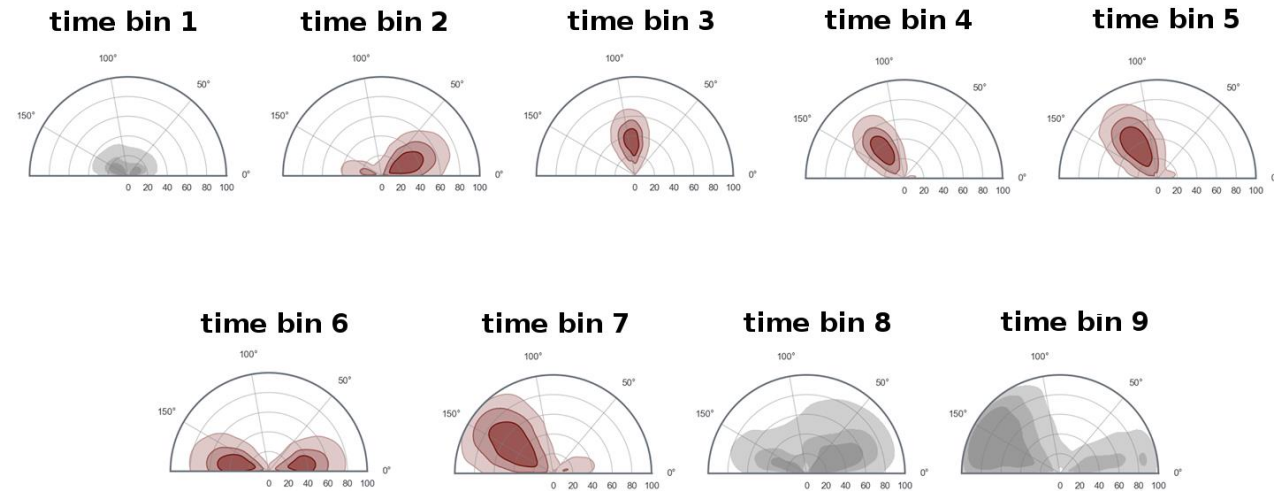 time bin 1 time bin 2 time bin 3 time bin 4 time bin 5
100° 100° 100° 100° 100°
50° 50° 50° 50° 50°
150° 150° 150° 150° 150°
0° 0° 0° 0° 0
0 20 40 60 80 100 0 20 40 60 80 100 0 20 40 60 80 100 0 20 40 60 80 100 0 20 40 60 80 100
time bin 6 time bin 7 time bin 8 time bin 9
100° 100° 100° 100°
50° 50° 50° 50°
150° 150° 150° 150°
0° 0° 0° 0°
0 20 40 60 80 100 0 20 40 60 80 100 0 20 40 60 80 100 0 20 40 60 80 100